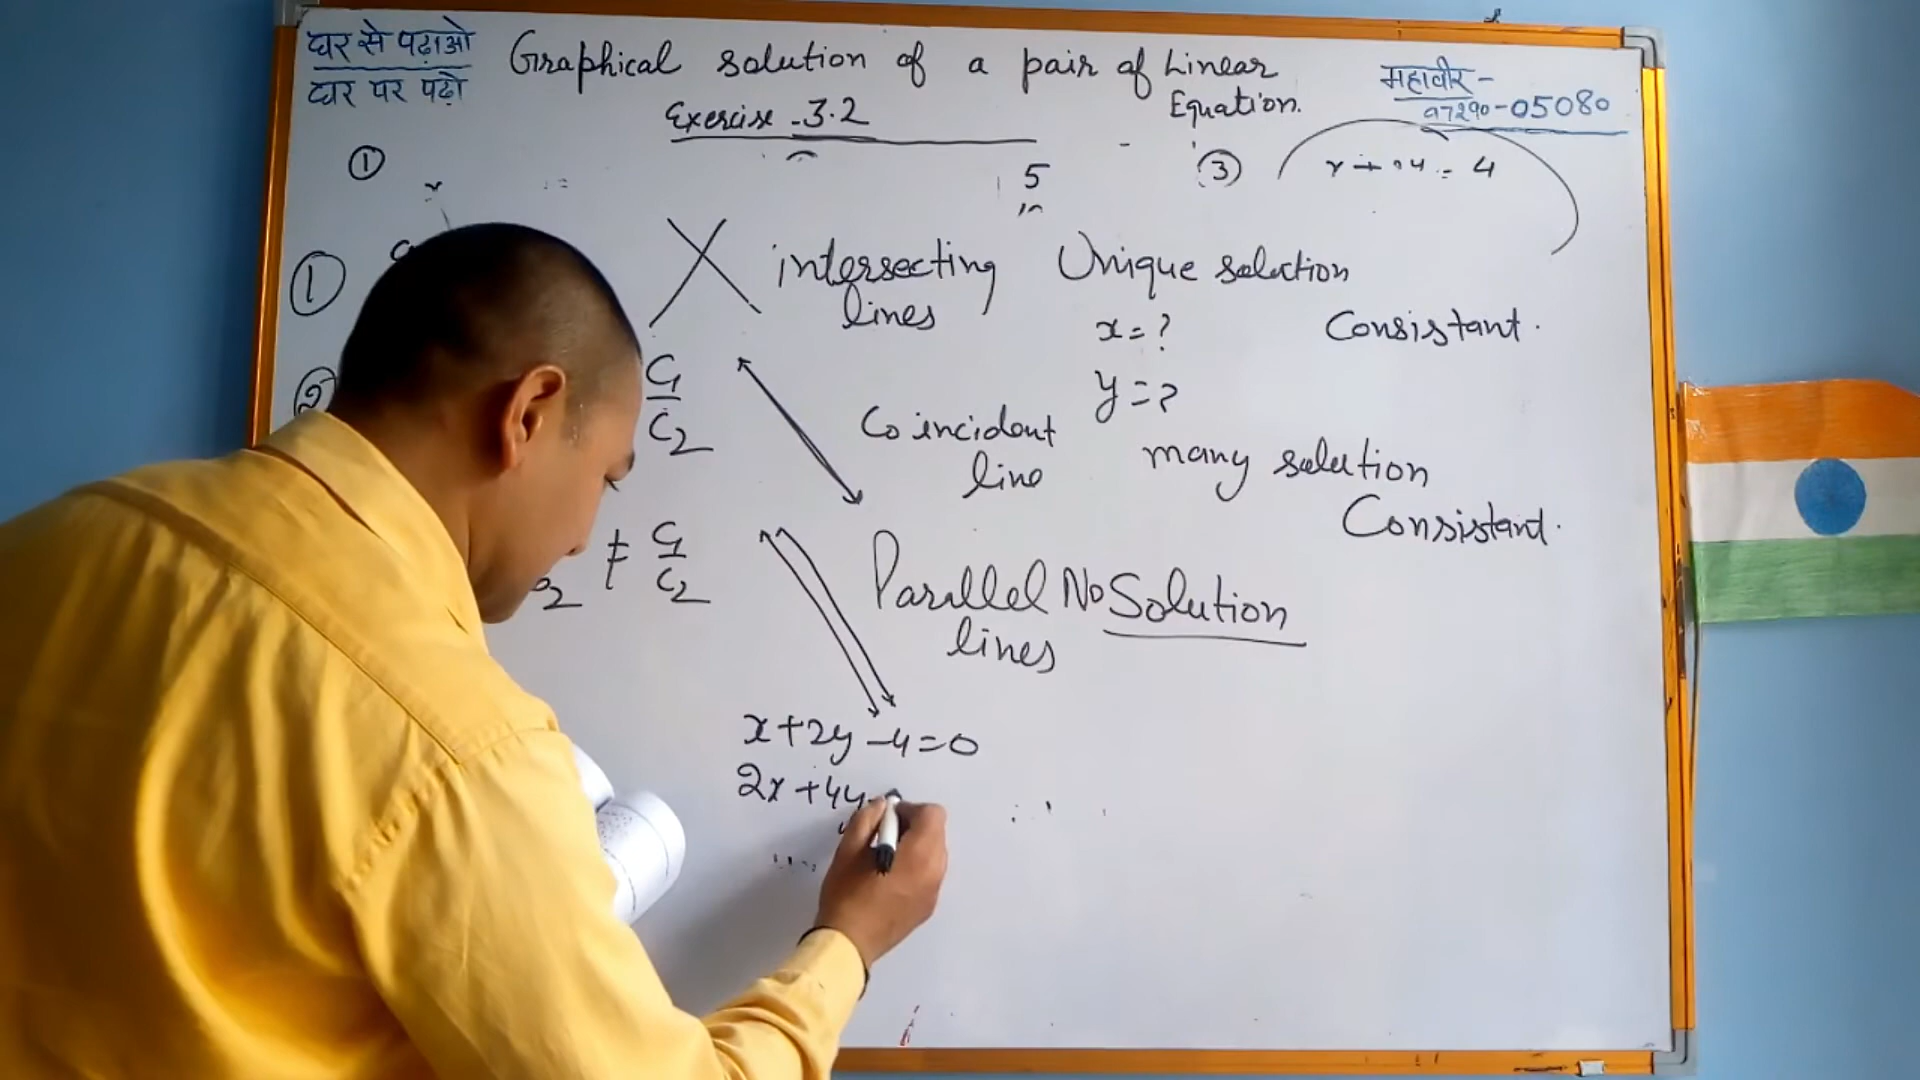 घर से पढ़ाओ
घर पर पढ़ो
Graphical solution of a pair of Linear
Equation.
Exercise - 3.2
महावीर -
97290-05080
①
5
③
= 4
①
intersecting
lines
Unique solution
x = ?
y = ?
Consistant.
②
C1
C2
Coincident
line
many solution
Consistant.
2
≠ C1
C2
Parallel
lines
No Solution
x+2y-4=0
2x+4y